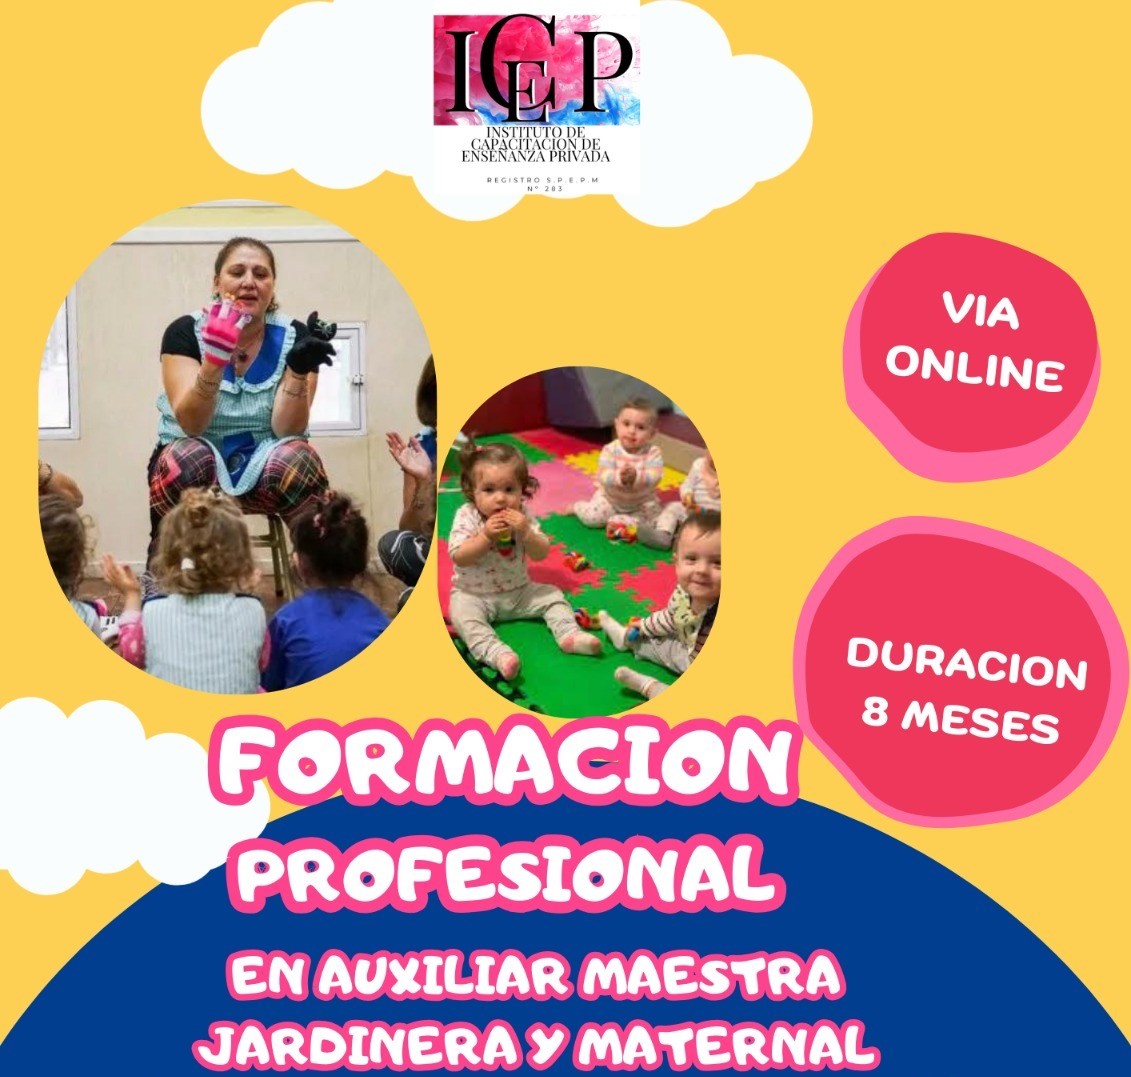 ICEP
INSTITUTO DE
CAPACITACION DE
ENSEÑANZA PRIVADA
REGISTRO S.P.E.P.M
Nº 283
VIA
ONLINE
DURACION
8 MESES
FORMACION
PROFESIONAL
EN AUXILIAR MAESTRA
JARDINERA Y MATERNAL